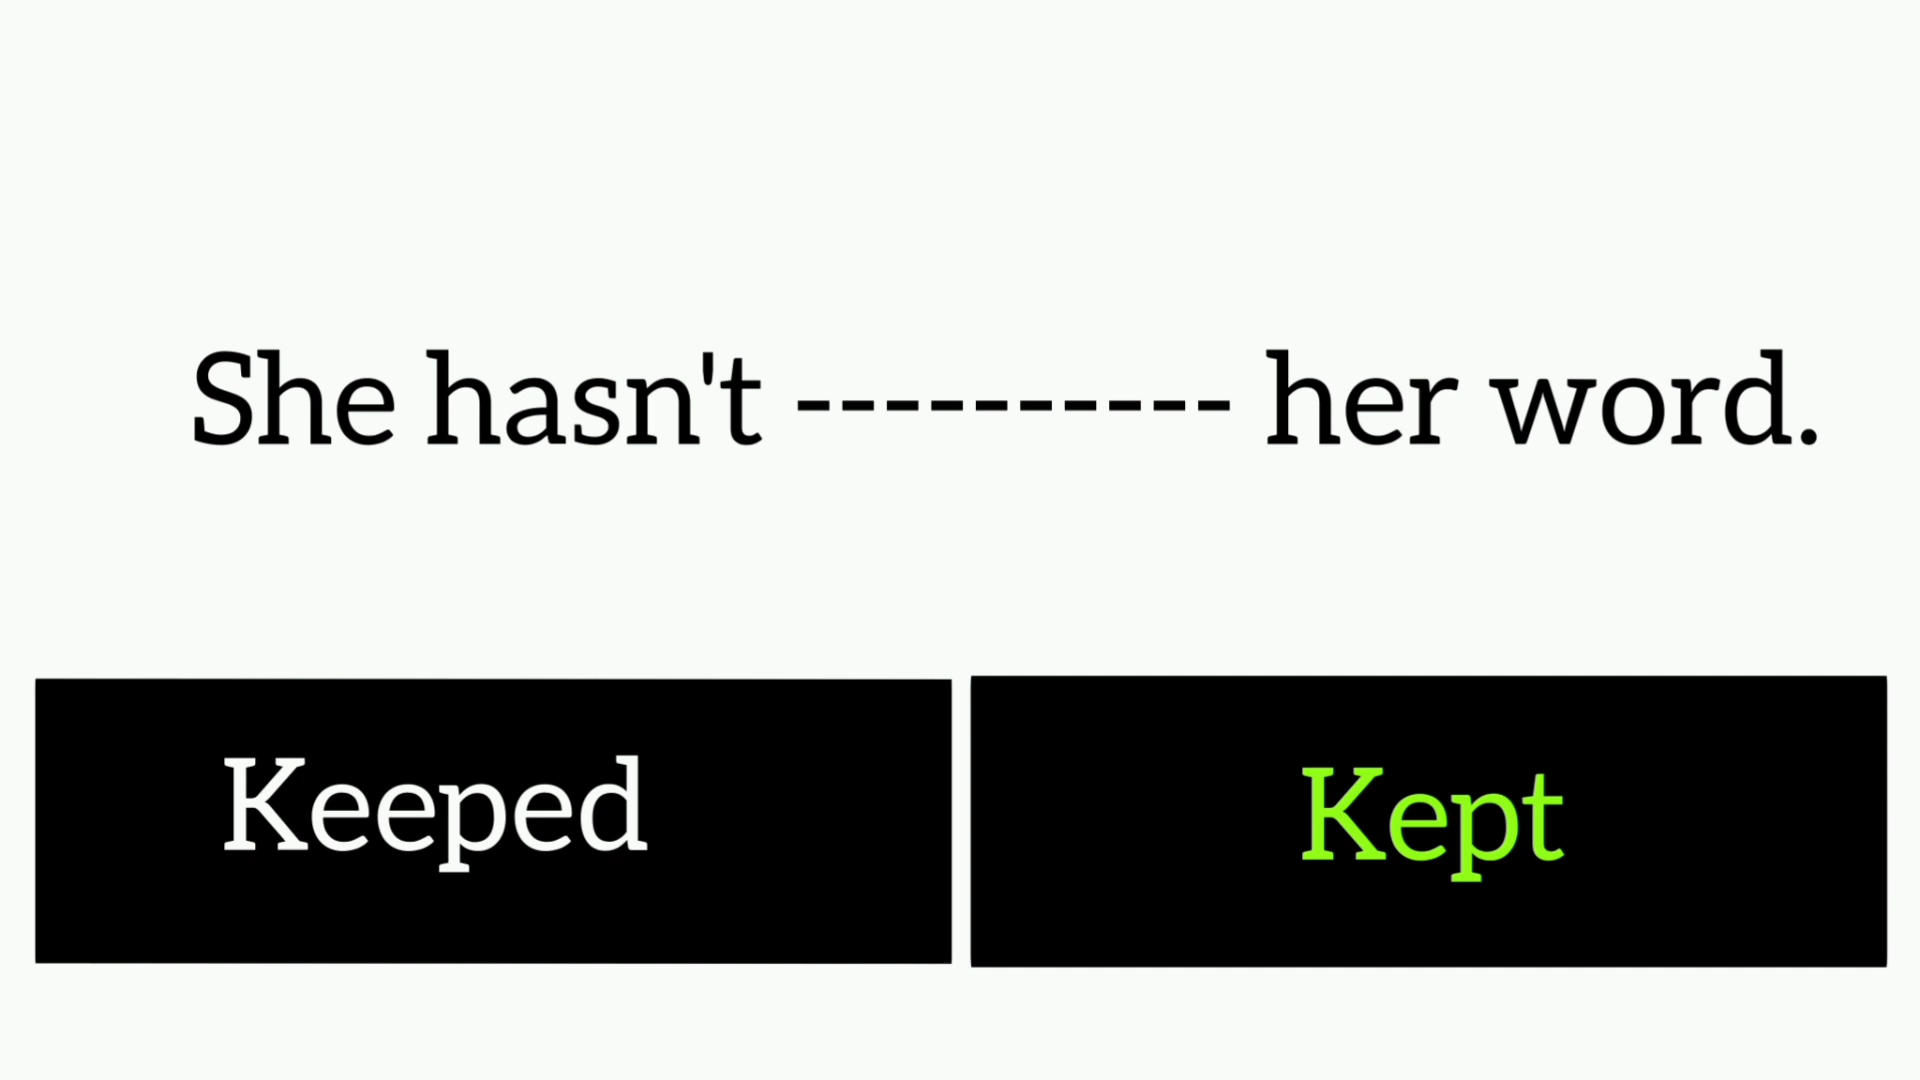 She hasn't ---------- her word.
Keeped
Kept